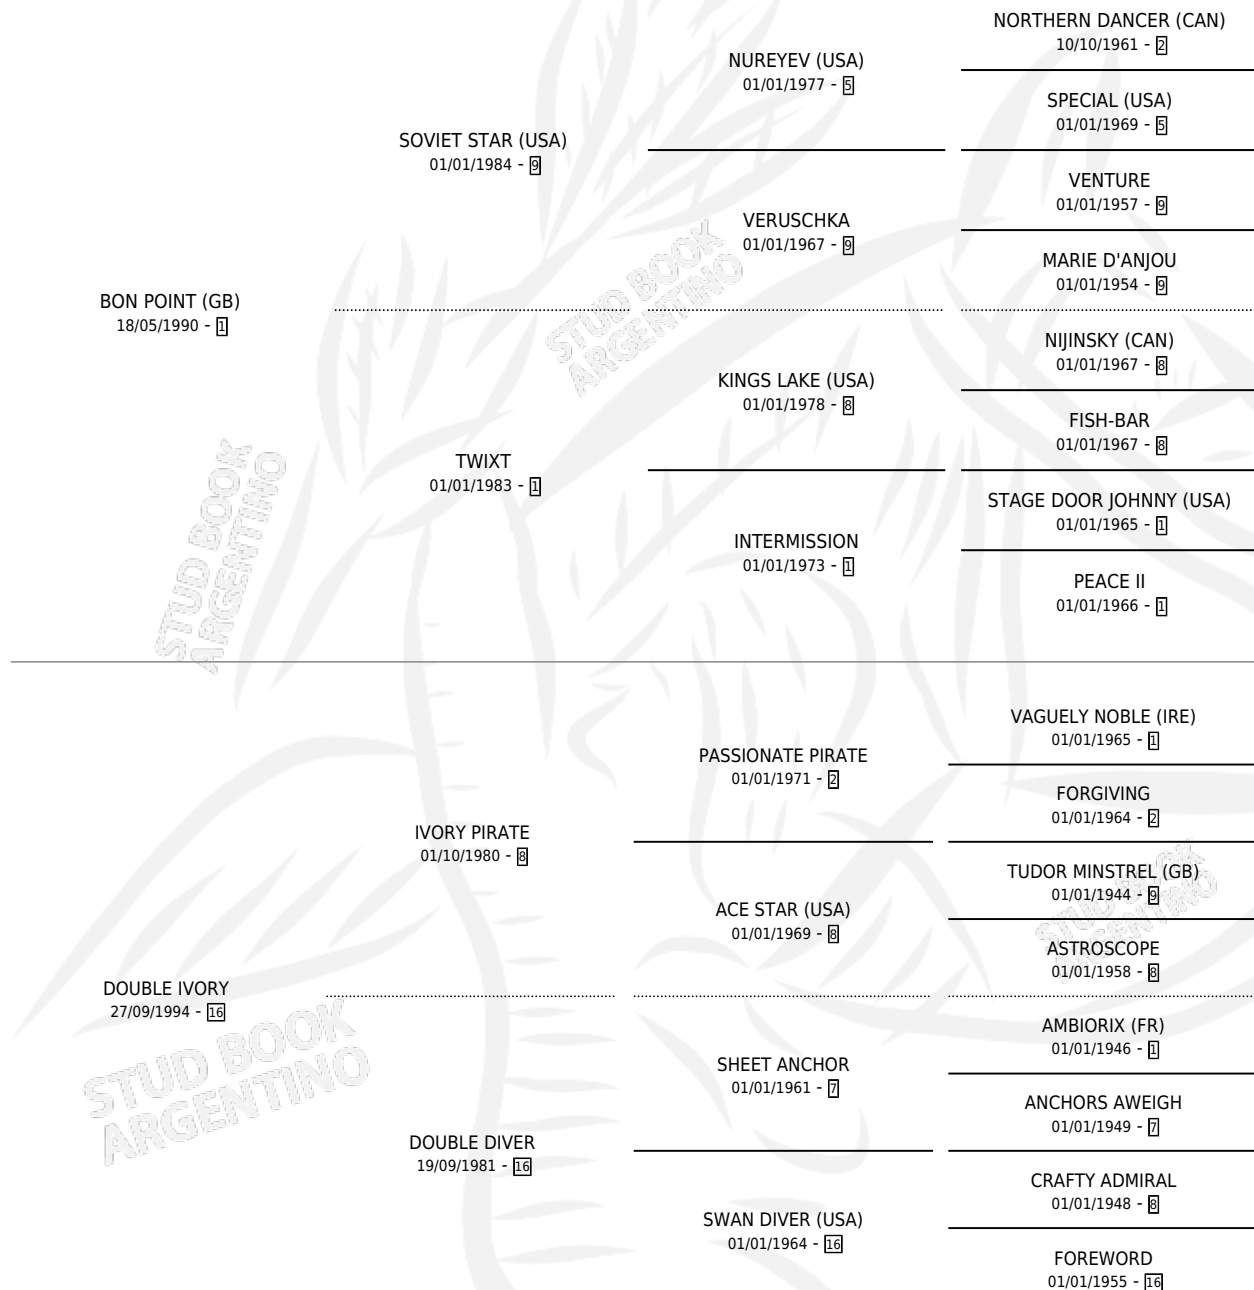 NORTHERN DANCER (CAN)
10/10/1961 - 2
NUREYEV (USA)
01/01/1977 - 5
SPECIAL (USA)
01/01/1969 - 5
SOVIET STAR (USA)
01/01/1984 - 9
VENTURE
01/01/1957 - 9
VERUSCHKA
01/01/1967 - 9
MARIE D'ANJOU
01/01/1954 - 9
BON POINT (GB)
18/05/1990 - 1
NIJINSKY (CAN)
01/01/1967 - 8
KINGS LAKE (USA)
01/01/1978 - 8
FISH-BAR
01/01/1967 - 8
TWIXT
01/01/1983 - 1
STAGE DOOR JOHNNY (USA)
01/01/1965 - 1
INTERMISSION
01/01/1973 - 1
PEACE II
01/01/1966 - 1
VAGUELY NOBLE (IRE)
01/01/1965 - 1
PASSIONATE PIRATE
01/01/1971 - 2
FORGIVING
01/01/1964 - 2
IVORY PIRATE
01/10/1980 - 8
TUDOR MINSTREL (GB)
01/01/1944 - 9
ACE STAR (USA)
01/01/1969 - 8
ASTROSCOPE
01/01/1958 - 8
DOUBLE IVORY
27/09/1994 - 16
AMBIORIX (FR)
01/01/1946 - 1
SHEET ANCHOR
01/01/1961 - 7
ANCHORS AWEIGH
01/01/1949 - 7
DOUBLE DIVER
19/09/1981 - 16
CRAFTY ADMIRAL
01/01/1948 - 8
SWAN DIVER (USA)
01/01/1964 - 16
FOREWORD
01/01/1955 - 16
STUD BOOK
ARGENTINO
STUD BOOK
ARGENTINO
STUD BOOK
ARGENTINO
STUD BOOK
ARGENTINO